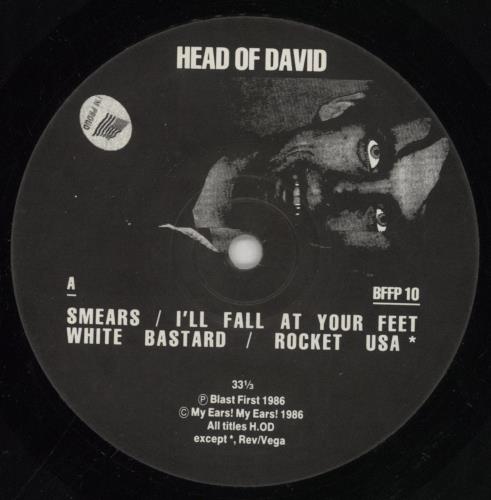 HEAD OF DAVID
I'M PROUD
A
BFFP 10
SMEARS / I'LL FALL AT YOUR FEET
WHITE BASTARD / ROCKET USA *
33⅓
Ⓟ Blast First 1986
© My Ears! My Ears! 1986
All titles H.OD
except *, Rev/Vega